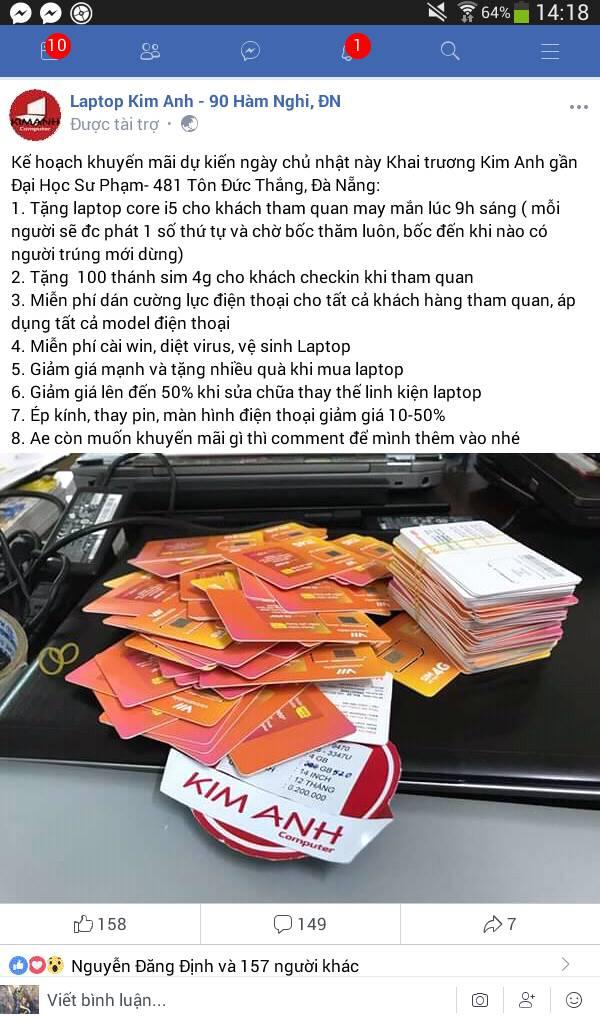 64% 14:18
10
1
Laptop Kim Anh - 90 Hàm Nghi, ĐN
Được tài trợ ·
KIMANH
Computer
Kế hoạch khuyến mãi dự kiến ngày chủ nhật này Khai trương Kim Anh gần
Đại Học Sư Phạm- 481 Tôn Đức Thắng, Đà Nẵng:
1. Tặng laptop core i5 cho khách tham quan may mắn lúc 9h sáng ( mỗi
người sẽ đc phát 1 số thứ tự và chờ bốc thăm luôn, bốc đến khi nào có
người trúng mới dừng)
2. Tặng  100 thánh sim 4g cho khách checkin khi tham quan
3. Miễn phí dán cường lực điện thoại cho tất cả khách hàng tham quan, áp
dụng tất cả model điện thoại
4. Miễn phí cài win, diệt virus, vệ sinh Laptop
5. Giảm giá mạnh và tặng nhiều quà khi mua laptop
6. Giảm giá lên đến 50% khi sửa chữa thay thế linh kiện laptop
7. Ép kính, thay pin, màn hình điện thoại giảm giá 10-50%
8. Ae còn muốn khuyến mãi gì thì comment để mình thêm vào nhé
SIM 4G
4 GB
: 14 INCH
: 12 THÁNG
KIM ANH
Computer
158
149
7
Nguyễn Đăng Định và 157 người khác
Viết bình luận...